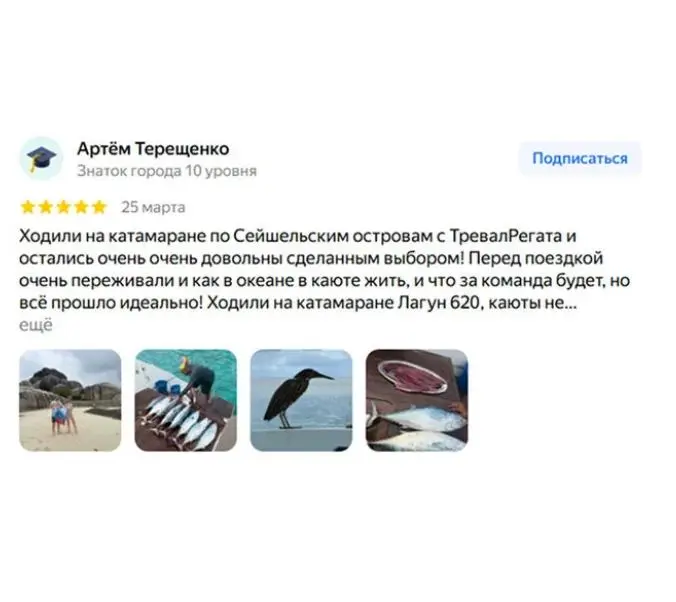 Артём Терещенко
Знаток города 10 уровня
Подписаться
25 марта
Ходили на катамаране по Сейшельским островам с ТревалРегата и
остались очень очень довольны сделанным выбором! Перед поездкой
очень переживали и как в океане в каюте жить, и что за команда будет, но
всё прошло идеально! Ходили на катамаране Лагун 620, каюты не...
ещё